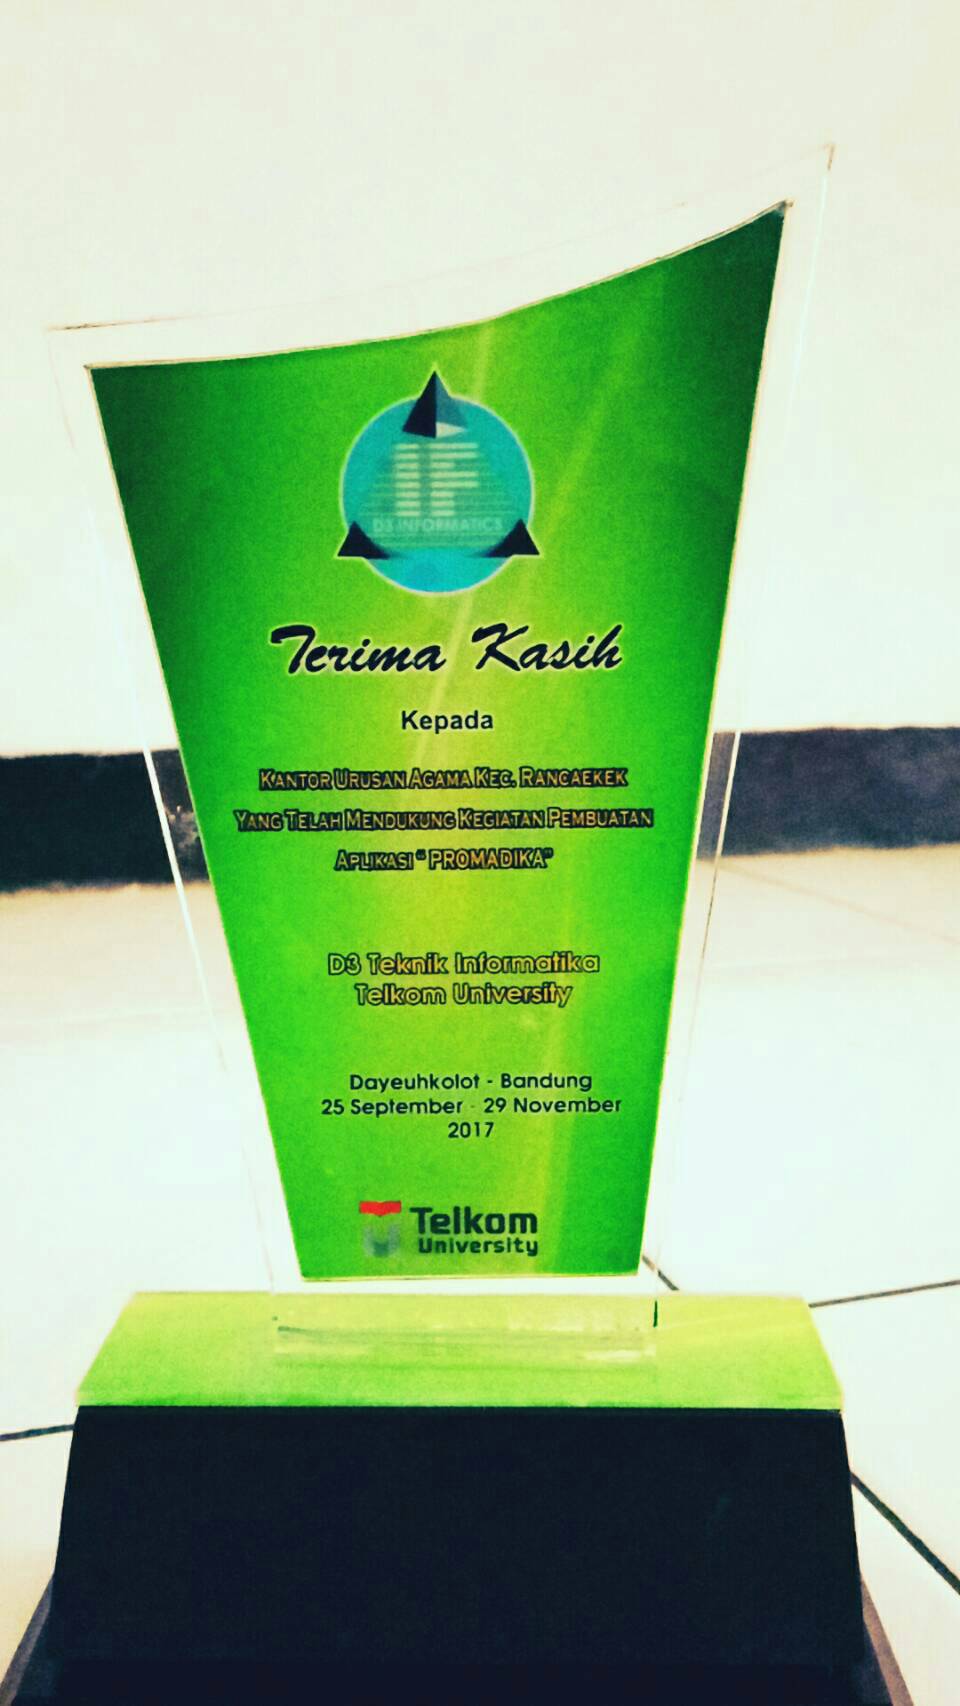 IF
D3 INFORMATICS
Terima Kasih
Kepada
KANTOR URUSAN AGAMA KEC. RANCAEKEK
YANG TELAH MENDUKUNG KEGIATAN PEMBUATAN
APLIKASI " PROMADIKA"
D3 Teknik Informatika
Telkom University
Dayeuhkolot - Bandung
25 September - 29 November
2017
Telkom
University